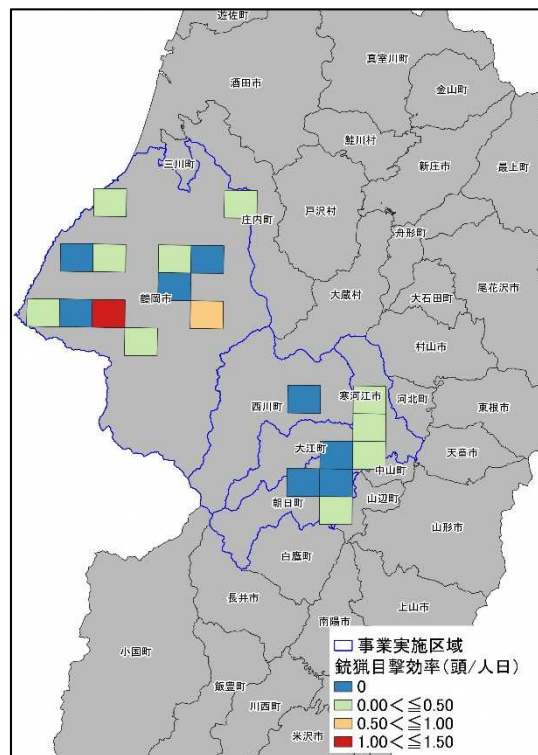 遊佐町
真室川町
酒田市
金山町
鮭川村
新庄市
最上町
三川町
戸沢村
庄内町
舟形町
鶴岡市
大蔵村
大石田町
尾花沢市
村山市
西川町
寒河江市
河北町
東根市
大江町
天童市
中山町
朝日町
山辺町
山形市
白鷹町
長井市
南陽市
上山市
小国町
飯豊町
川西町
米沢市
事業実施区域
銃猟目撃効率(頭/人日)
0
0.00<≦0.50
0.50<≦1.00
1.00<≦1.50